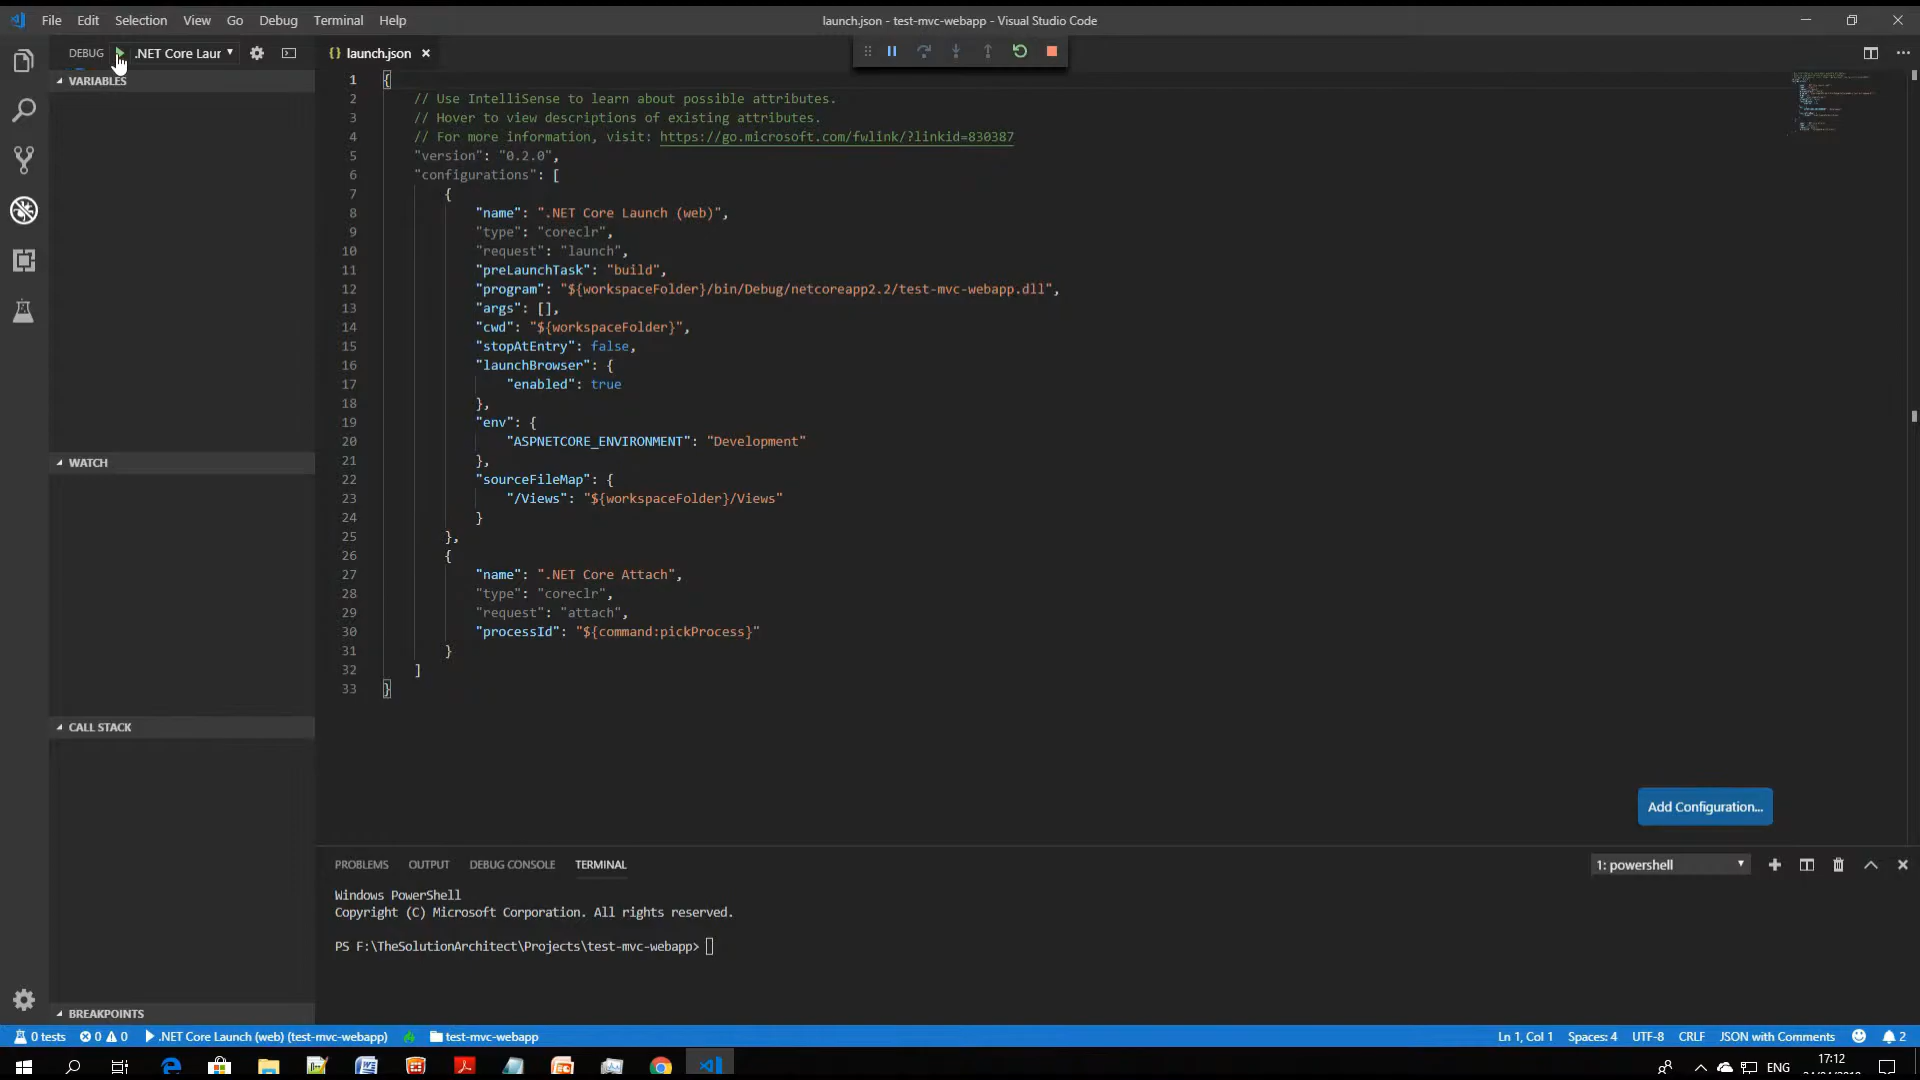 File Edit Selection View Go Debug Terminal Help
launch.json - test-mvc-webapp - Visual Studio Code
DEBUG .NET Core Laur
launch.json
VARIABLES
WATCH
CALL STACK
BREAKPOINTS
1 {
2 // Use IntelliSense to learn about possible attributes.
3 // Hover to view descriptions of existing attributes.
4 // For more information, visit: https://go.microsoft.com/fwlink/?linkid=830387
5 "version": "0.2.0",
6 "configurations": [
7 {
8 "name": ".NET Core Launch (web)",
9 "type": "coreclr",
10 "request": "launch",
11 "preLaunchTask": "build",
12 "program": "${workspaceFolder}/bin/Debug/netcoreapp2.2/test-mvc-webapp.dll",
13 "args": [],
14 "cwd": "${workspaceFolder}",
15 "stopAtEntry": false,
16 "launchBrowser": {
17 "enabled": true
18 },
19 "env": {
20 "ASPNETCORE_ENVIRONMENT": "Development"
21 },
22 "sourceFileMap": {
23 "/Views": "${workspaceFolder}/Views"
24 }
25 },
26 {
27 "name": ".NET Core Attach",
28 "type": "coreclr",
29 "request": "attach",
30 "processId": "${command:pickProcess}"
31 }
32 ]
33 }
Add Configuration...
PROBLEMS OUTPUT DEBUG CONSOLE TERMINAL
1: powershell
Windows PowerShell
Copyright (C) Microsoft Corporation. All rights reserved.
PS F:\TheSolutionArchitect\Projects\test-mvc-webapp>
0 tests 0 0 .NET Core Launch (web) (test-mvc-webapp) test-mvc-webapp
Ln 1, Col 1 Spaces: 4 UTF-8 CRLF JSON with Comments 2
ENG
17:12